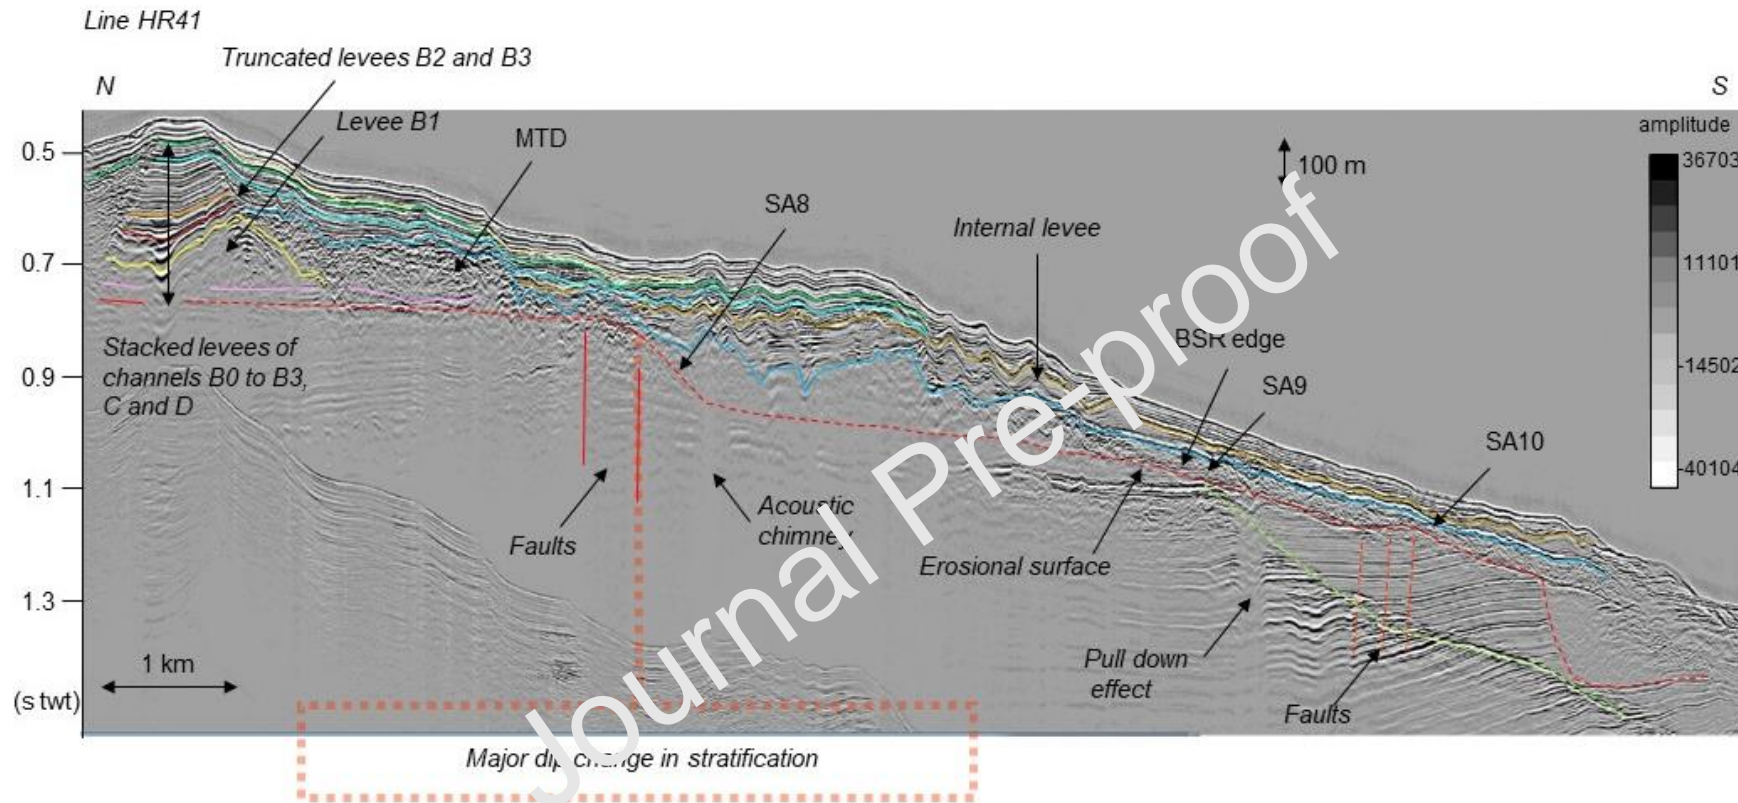 Line HR41
Truncated levees B2 and B3
N
S
Levee B1
MTD
amplitude
0.5
100 m
36703
SA8
Internal levee
0.7
11101
BSR edge
Stacked levees of
channels B0 to B3,
C and D
0.9
-14502
SA9
SA10
1.1
-40104
Acoustic
chimney
Faults
Erosional surface
1.3
1 km
Pull down
effect
(s twt)
Faults
Major dip change in stratification
Journal Pre-proof